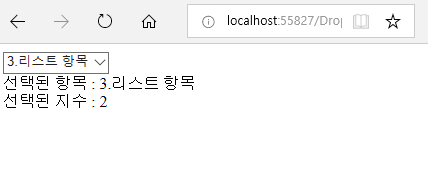 localhost:55827/Drop
3.리스트 항목
선택된 항목 : 3.리스트 항목
선택된 지수 : 2